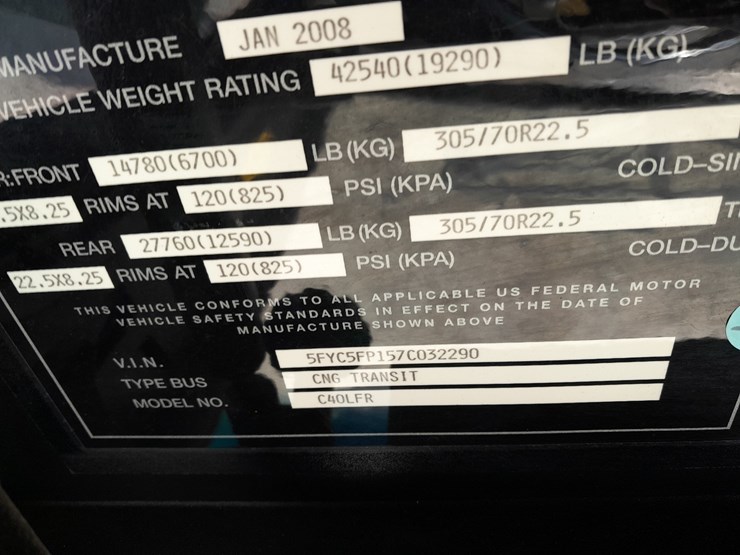 MANUFACTURE JAN 2008
VEHICLE WEIGHT RATING 42540(19290) LB (KG)
R:FRONT 14780(6700) LB (KG) 305/70R22.5
.5X8.25 RIMS AT 120(825) PSI (KPA) COLD-SIN
REAR 27760(12590) LB (KG) 305/70R22.5
22.5X8.25 RIMS AT 120(825) PSI (KPA) COLD-DU
THIS VEHICLE CONFORMS TO ALL APPLICABLE US FEDERAL MOTOR
VEHICLE SAFETY STANDARDS IN EFFECT ON THE DATE OF
MANUFACTURE SHOWN ABOVE
V.I.N. 5FYC5FP157C032290
TYPE BUS CNG TRANSIT
MODEL NO. C40LFR